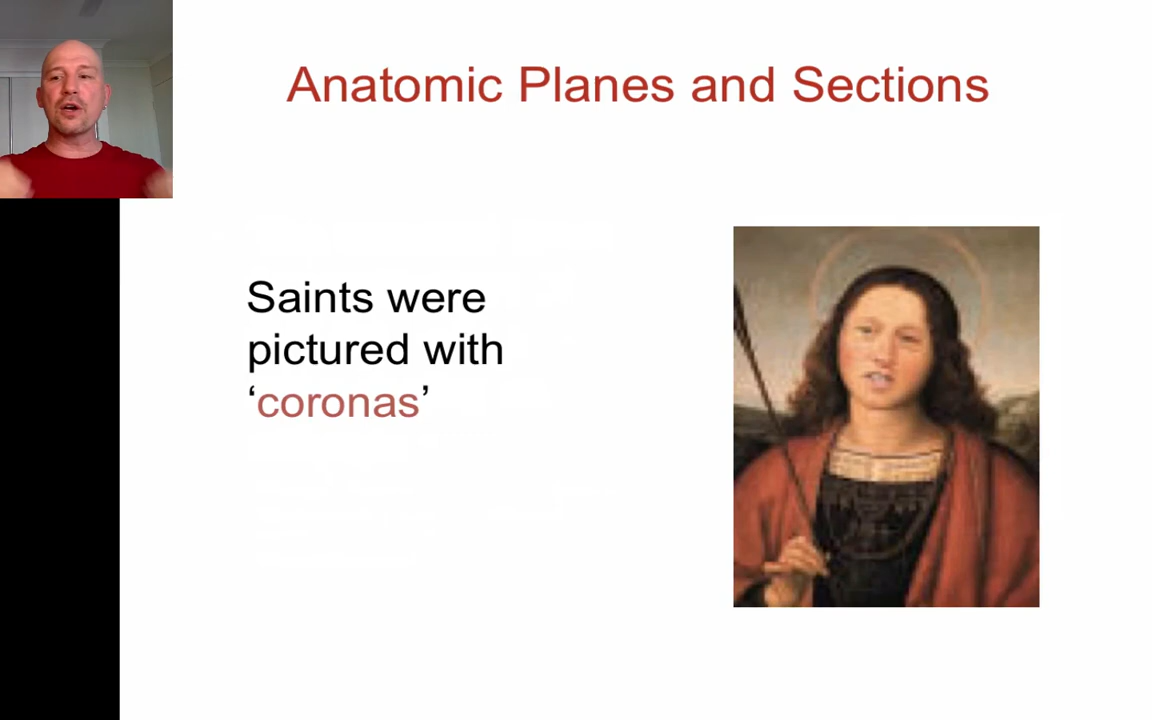 Anatomic Planes and Sections
Saints were
pictured with
‘coronas’